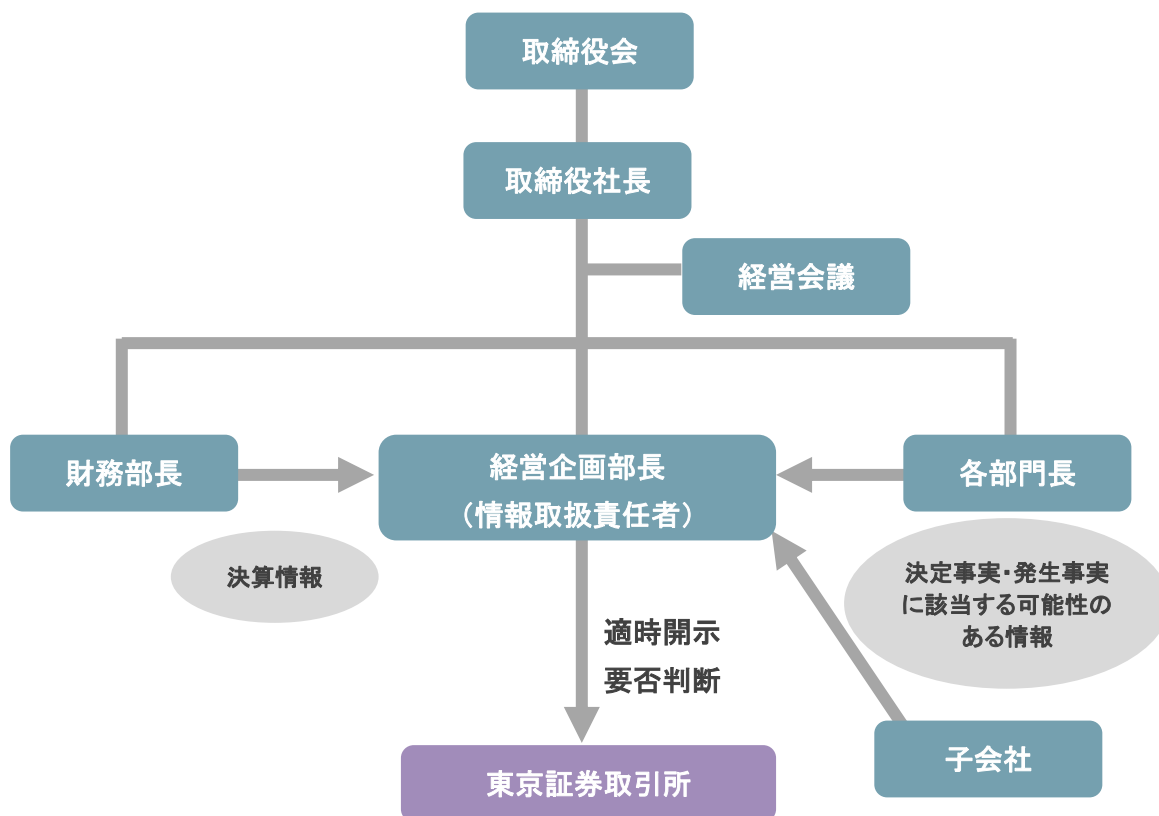 取締役会
取締役社長
経営会議
財務部長
経営企画部長
（情報取扱責任者）
各部門長
決算情報
決定事実・発生事実
に該当する可能性の
ある情報
適時開示
要否判断
子会社
東京証券取引所